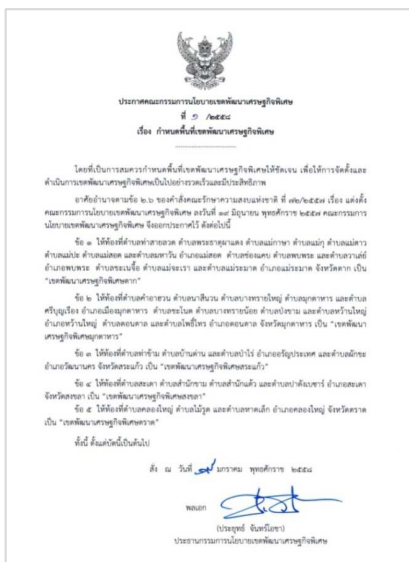 ประกาศคณะกรรมการนโยบายเขตพัฒนาเศรษฐกิจพิเศษ
ที่ ๑ /๒๕๕๘
เรื่อง กำหนดพื้นที่เขตพัฒนาเศรษฐกิจพิเศษ
โดยที่เป็นการสมควรกำหนดพื้นที่เขตพัฒนาเศรษฐกิจพิเศษให้ชัดเจน เพื่อให้การจัดตั้งและ
ดำเนินการเขตพัฒนาเศรษฐกิจพิเศษเป็นไปอย่างรวดเร็วและมีประสิทธิภาพ
อาศัยอำนาจตามข้อ ๒.๖ ของคำสั่งคณะรักษาความสงบแห่งชาติ ที่ ๗๒/๒๕๕๗ เรื่อง แต่งตั้ง
คณะกรรมการนโยบายเขตพัฒนาเศรษฐกิจพิเศษ ลงวันที่ ๑๙ มิถุนายน พุทธศักราช ๒๕๕๗ คณะกรรมการ
นโยบายเขตพัฒนาเศรษฐกิจพิเศษ จึงออกประกาศไว้ ดังต่อไปนี้
ข้อ ๑ ให้ท้องที่ตำบลท่าสายลวด ตำบลพระธาตุผาแดง ตำบลแม่กาษา ตำบลแม่กุ ตำบลแม่ตาว
ตำบลแม่ปะ ตำบลแม่สอด และตำบลมหาวัน อำเภอแม่สอด ตำบลช่องแคบ ตำบลพบพระ และตำบลวาเล่ย์
อำเภอพบพระ ตำบลขะเนจื้อ ตำบลแม่จะเรา และตำบลแม่ระมาด อำเภอแม่ระมาด จังหวัดตาก เป็น
“เขตพัฒนาเศรษฐกิจพิเศษตาก”
ข้อ ๒ ให้ท้องที่ตำบลคำอาฮวน ตำบลนาสีนวน ตำบลบางทรายใหญ่ ตำบลมุกดาหาร และตำบล
ศรีบุญเรือง อำเภอเมืองมุกดาหาร ตำบลชะโนด ตำบลบางทรายน้อย ตำบลป่งขาม และตำบลหว้านใหญ่
อำเภอหว้านใหญ่ ตำบลดอนตาล และตำบลโพธิ์ไทร อำเภอดอนตาล จังหวัดมุกดาหาร เป็น “เขตพัฒนา
เศรษฐกิจพิเศษมุกดาหาร”
ข้อ ๓ ให้ท้องที่ตำบลท่าข้าม ตำบลบ้านด่าน และตำบลป่าไร่ อำเภออรัญประเทศ และตำบลผักขะ
อำเภอวัฒนานคร จังหวัดสระแก้ว เป็น “เขตพัฒนาเศรษฐกิจพิเศษสระแก้ว”
ข้อ ๔ ให้ท้องที่ตำบลสะเดา ตำบลสำนักขาม ตำบลสำนักแต้ว และตำบลปาดังเบซาร์ อำเภอสะเดา
จังหวัดสงขลา เป็น “เขตพัฒนาเศรษฐกิจพิเศษสงขลา”
ข้อ ๕ ให้ท้องที่ตำบลคลองใหญ่ ตำบลไม้รูด และตำบลหาดเล็ก อำเภอคลองใหญ่ จังหวัดตราด
เป็น “เขตพัฒนาเศรษฐกิจพิเศษตราด”
ทั้งนี้ ตั้งแต่บัดนี้เป็นต้นไป
สั่ง ณ วันที่ มกราคม พุทธศักราช ๒๕๕๘
พลเอก
(ประยุทธ์ จันทร์โอชา)
ประธานกรรมการนโยบายเขตพัฒนาเศรษฐกิจพิเศษ